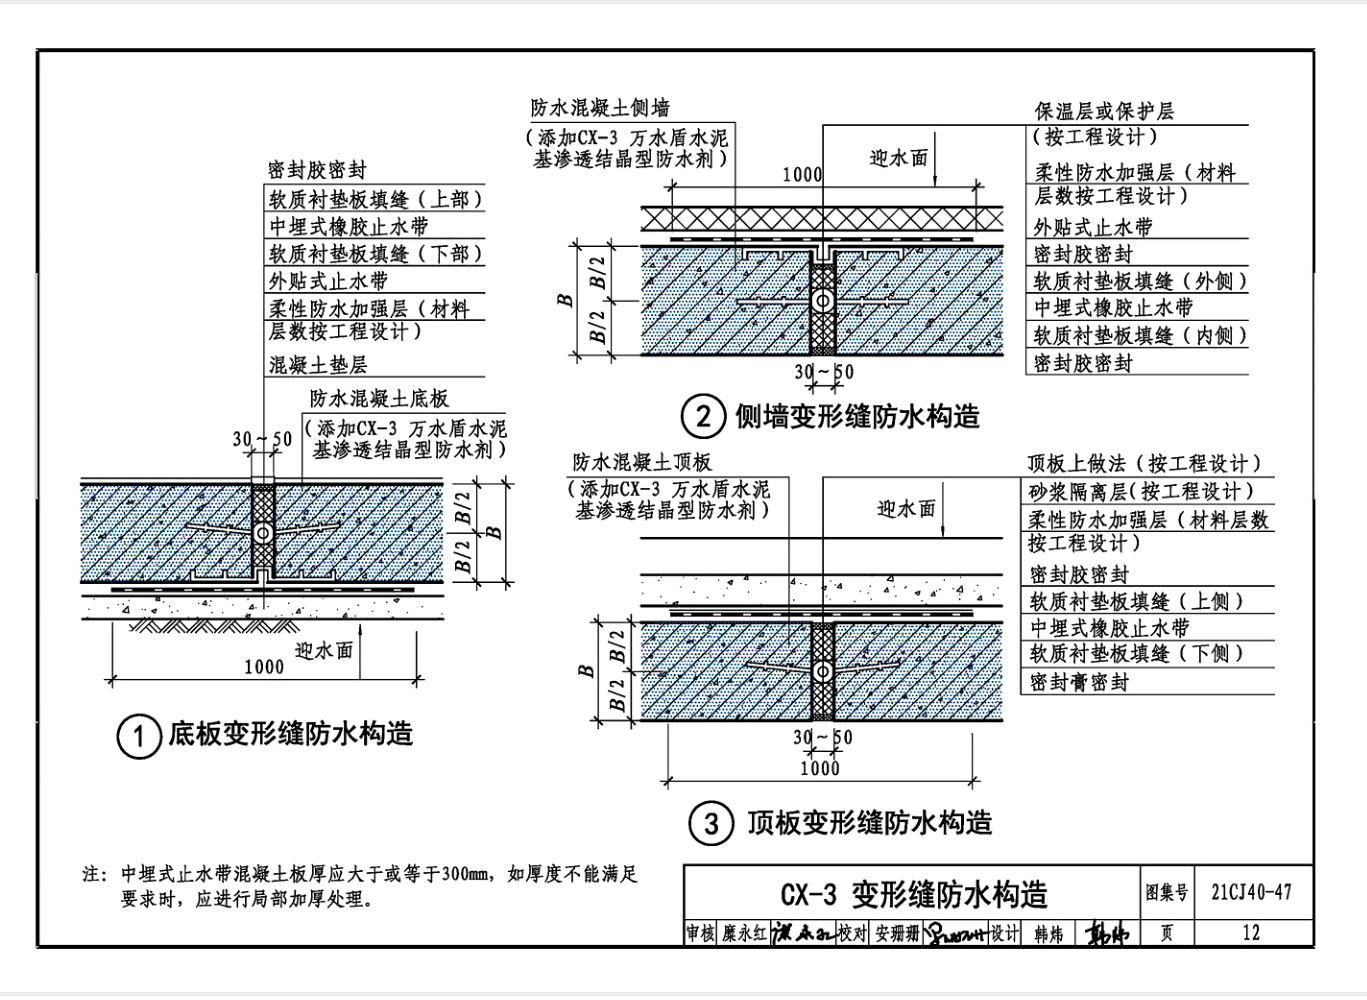 密封胶密封
软质衬垫板填缝（上部）
中埋式橡胶止水带
软质衬垫板填缝（下部）
外贴式止水带
柔性防水加强层（材料
层数按工程设计）
混凝土垫层
防水混凝土底板
（添加CX-3 万水盾水泥
基渗透结晶型防水剂）
30～50
B/2
B/2
B
迎水面
1000
① 底板变形缝防水构造
防水混凝土侧墙
（添加CX-3 万水盾水泥
基渗透结晶型防水剂）
迎水面
1000
B
B/2
B/2
30～50
保温层或保护层
（按工程设计）
柔性防水加强层（材料
层数按工程设计）
外贴式止水带
密封胶密封
软质衬垫板填缝（外侧）
中埋式橡胶止水带
软质衬垫板填缝（内侧）
密封胶密封
② 侧墙变形缝防水构造
防水混凝土顶板
（添加CX-3 万水盾水泥
基渗透结晶型防水剂）
迎水面
B
B/2
B/2
30～50
1000
顶板上做法（按工程设计）
砂浆隔离层（按工程设计）
柔性防水加强层（材料层数
按工程设计）
密封胶密封
软质衬垫板填缝（上侧）
中埋式橡胶止水带
软质衬垫板填缝（下侧）
密封膏密封
③ 顶板变形缝防水构造
注：中埋式止水带混凝土板厚应大于或等于300mm，如厚度不能满足
要求时，应进行局部加厚处理。
CX-3 变形缝防水构造 图集号 21CJ40-47
审核 糜永红 糜永红 校对 安珊珊 设计 韩炜 韩炜 页 12